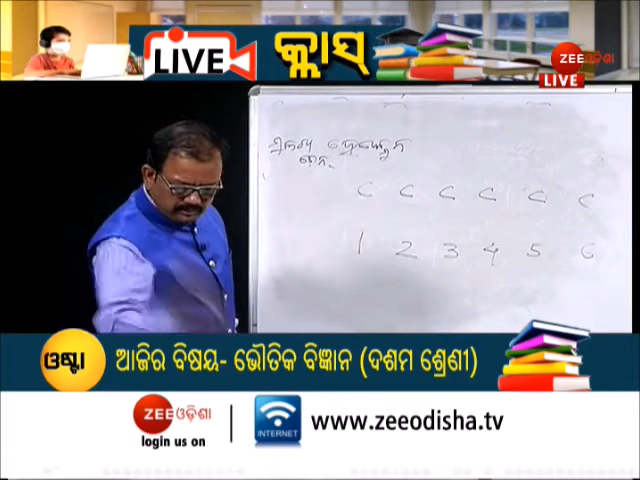 LIVE କ୍ଲାସ୍
ZEE ଓଡ଼ିଶା
LIVE
C C C C C C
1 2 3 4 5 6
ଓଷ୍ଟା
ଆଜିର ବିଷୟ- ଭୌତିକ ବିଜ୍ଞାନ (ଦଶମ ଶ୍ରେଣୀ)
ZEE ଓଡ଼ିଶା
login us on
INTERNET
www.zeeodisha.tv